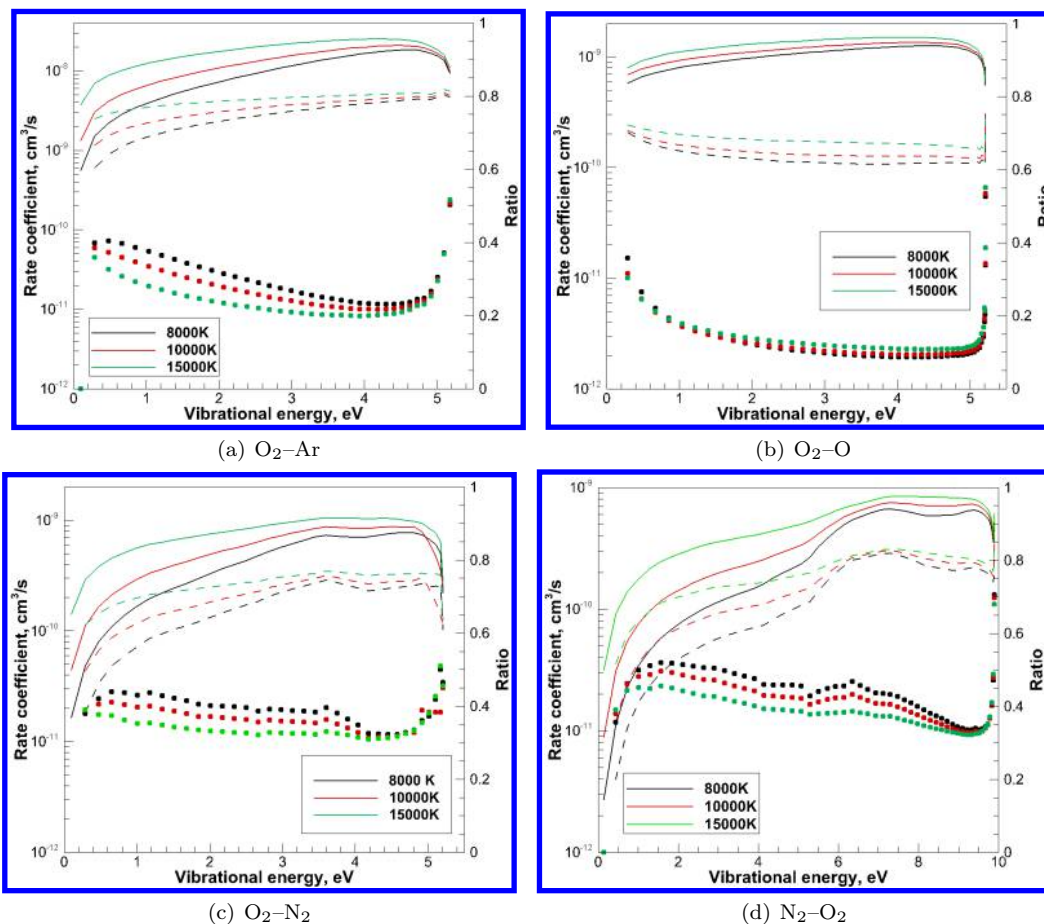 1
10⁻⁸
0.8
10⁻⁹
0.6
10⁻¹⁰
0.4
10⁻¹¹
0.2
8000K
10000K
15000K
10⁻¹²
0
0 1 2 3 4 5
Vibrational energy, eV
Rate coefficient, cm³/s
Ratio
(a) O₂–Ar
1
10⁻⁹
0.8
10⁻¹⁰
0.6
0.4
8000K
10000K
15000K
10⁻¹¹
0.2
10⁻¹²
0
0 1 2 3 4 5
Vibrational energy, eV
Rate coefficient, cm³/s
Ratio
(b) O₂–O
1
10⁻⁹
0.8
10⁻¹⁰
0.6
0.4
10⁻¹¹
0.2
8000 K
10000K
15000K
10⁻¹²
0
0 1 2 3 4 5
Vibrational energy, eV
Rate coefficient, cm³/s
Ratio
(c) O₂–N₂
10⁻⁹
1
0.8
10⁻¹⁰
0.6
0.4
10⁻¹¹
0.2
8000K
10000K
15000K
10⁻¹²
0
0 2 4 6 8 10
Vibrational energy, eV
Rate coefficient, cm³/s
Ratio
(d) N₂–O₂